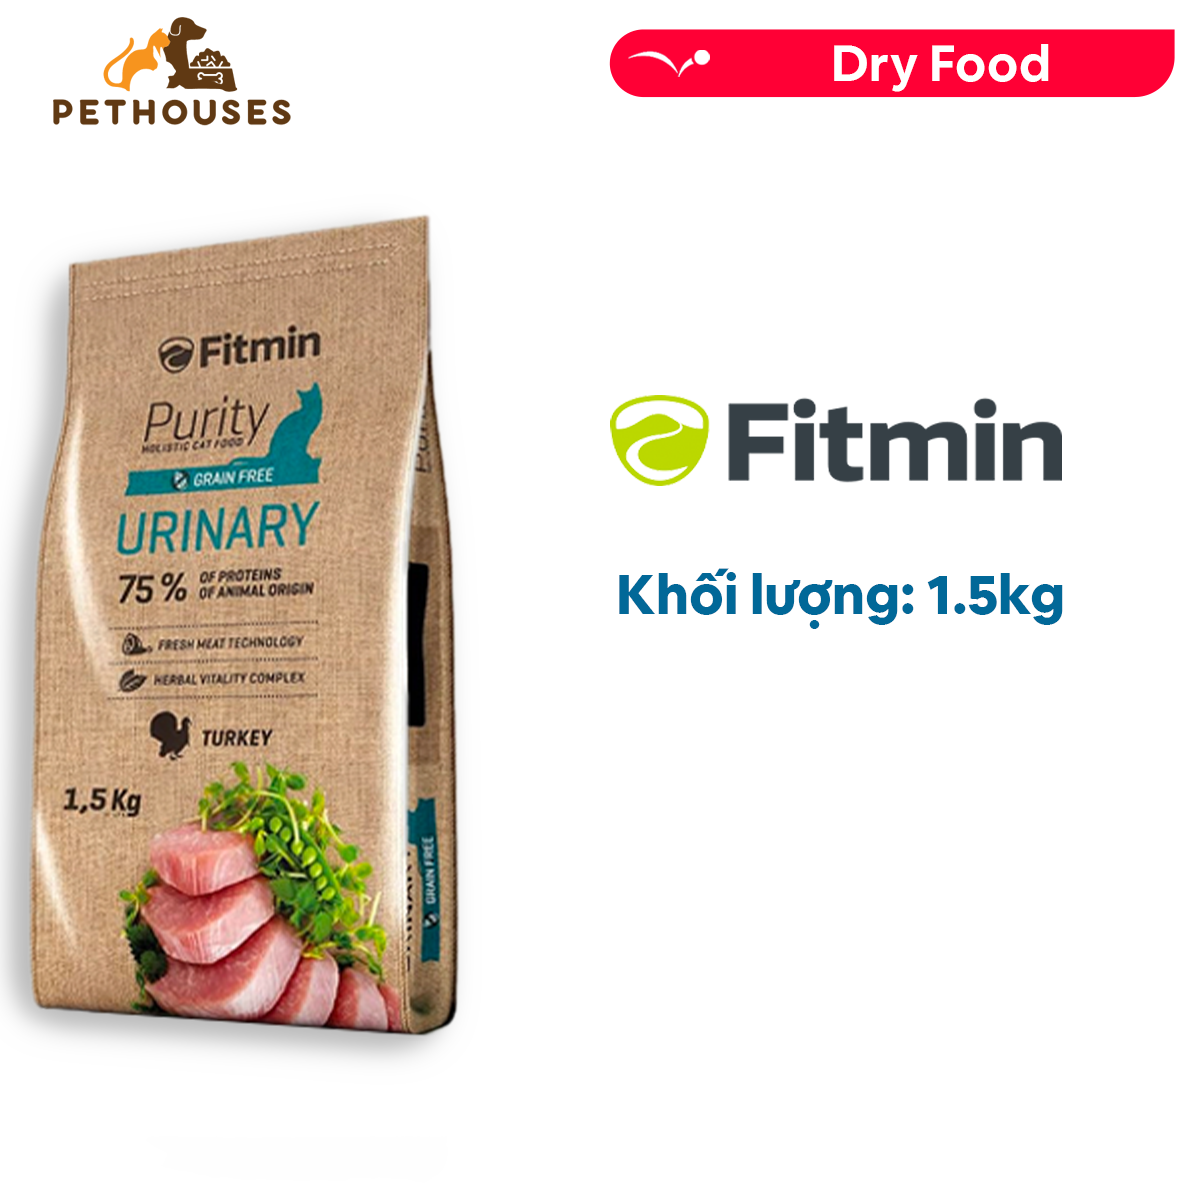 PETHOUSES
Dry Food
Fitmin
Purity
HOLISTIC CAT FOOD
GRAIN FREE
URINARY
75 % OF PROTEINS
OF ANIMAL ORIGIN
FRESH MEAT TECHNOLOGY
HERBAL VITALITY COMPLEX
TURKEY
1,5 Kg
GRAIN FREE
Fitmin
Khối lượng: 1.5kg